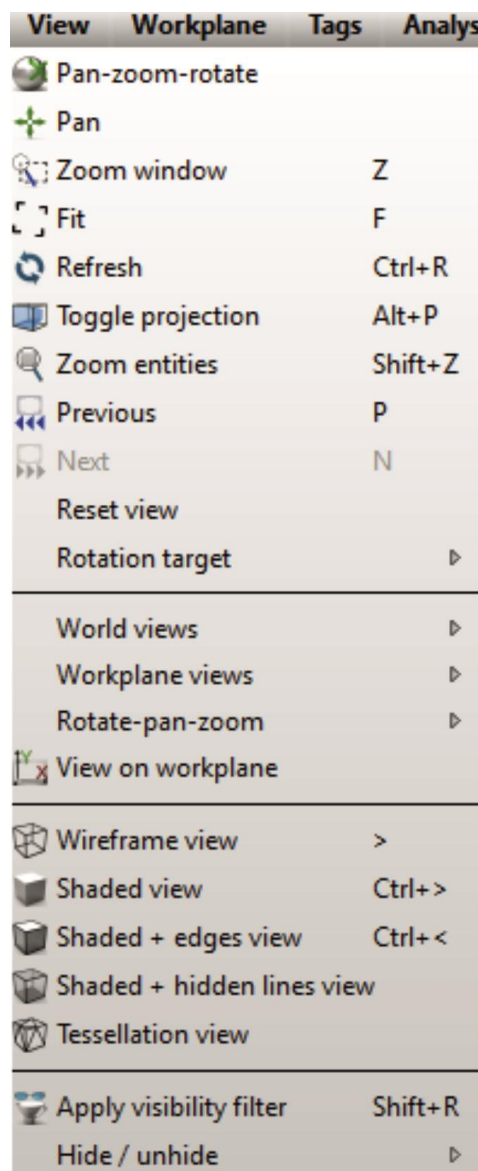 View Workplane Tags Analys
Pan-zoom-rotate
Pan
Zoom window Z
Fit F
Refresh Ctrl+R
Toggle projection Alt+P
Zoom entities Shift+Z
Previous P
Next N
Reset view
Rotation target
World views
Workplane views
Rotate-pan-zoom
View on workplane
Wireframe view >
Shaded view Ctrl+>
Shaded + edges view Ctrl+<
Shaded + hidden lines view
Tessellation view
Apply visibility filter Shift+R
Hide / unhide